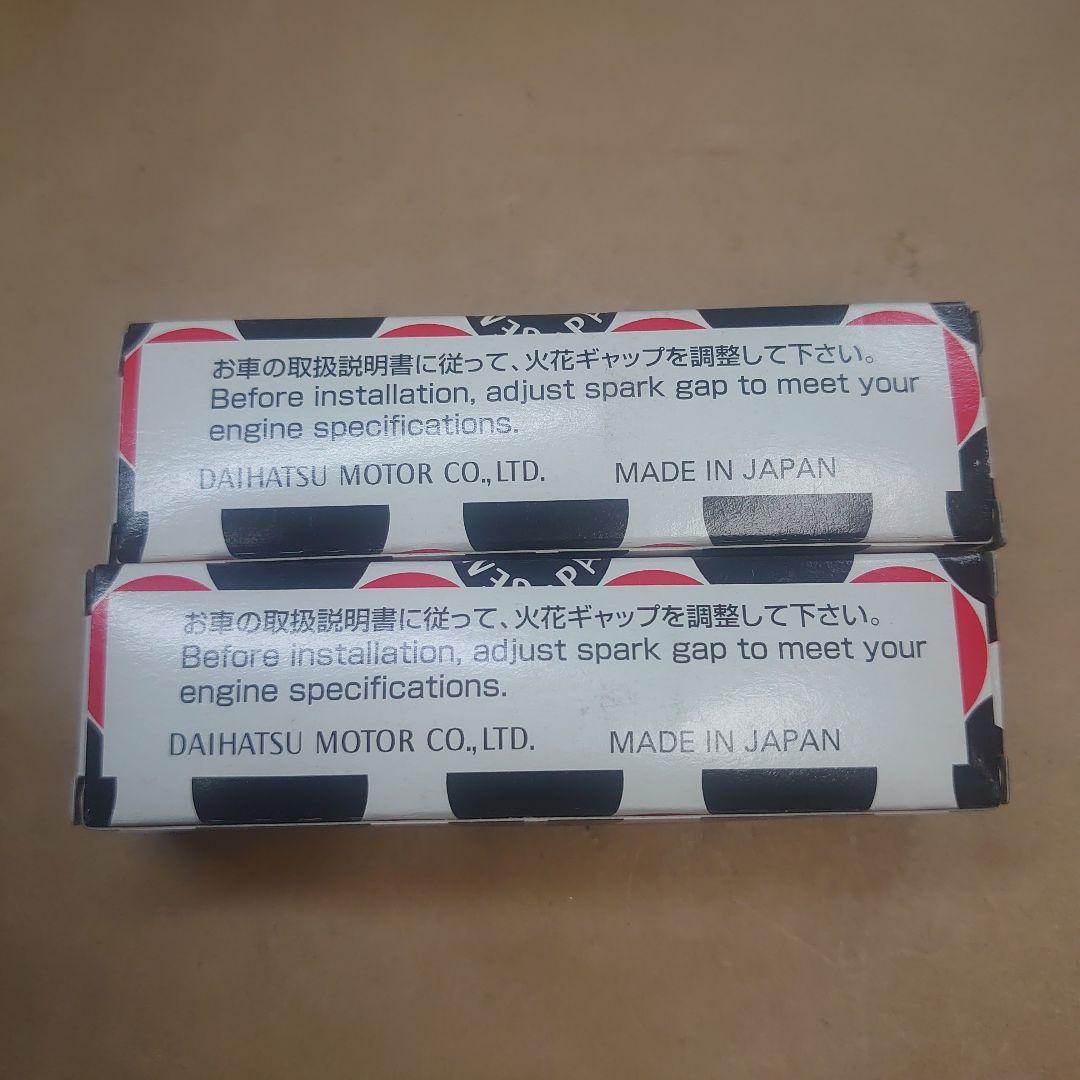 お車の取扱説明書に従って、火花ギャップを調整して下さい。
Before installation, adjust spark gap to meet your
engine specifications.
DAIHATSU MOTOR CO.,LTD. MADE IN JAPAN
お車の取扱説明書に従って、火花ギャップを調整して下さい。
Before installation, adjust spark gap to meet your
engine specifications.
DAIHATSU MOTOR CO.,LTD. MADE IN JAPAN